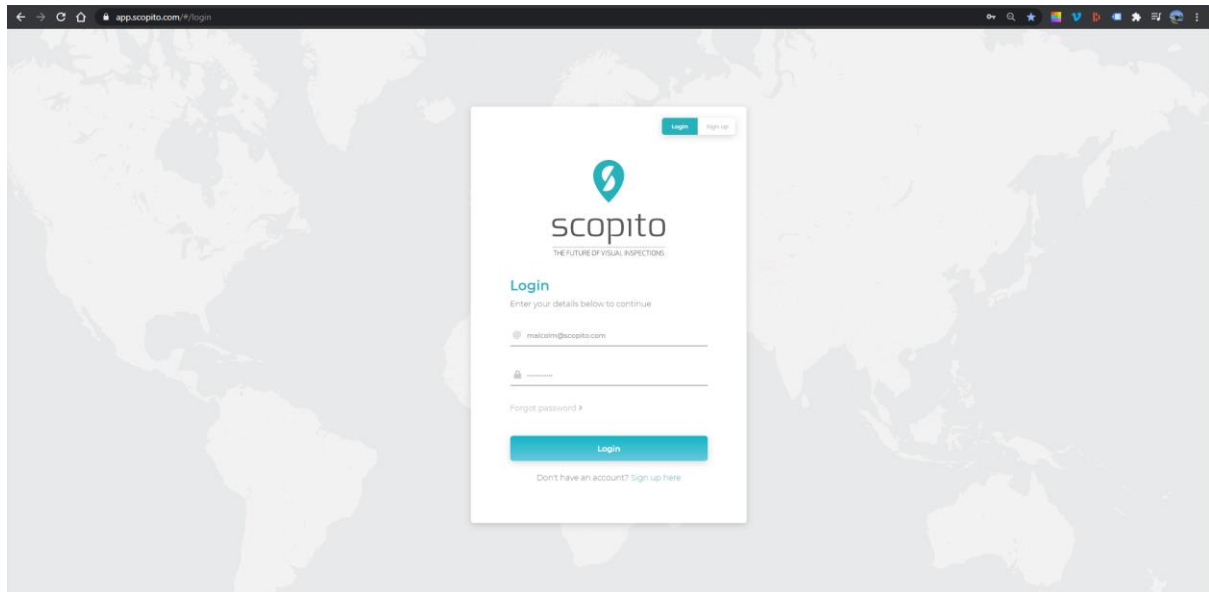 app.scopito.com/#/login
Login Sign up
scopito
THE FUTURE OF VISUAL INSPECTIONS
Login
Enter your details below to continue
malcolm@scopito.com
Forgot password >
Login
Don't have an account? Sign up here